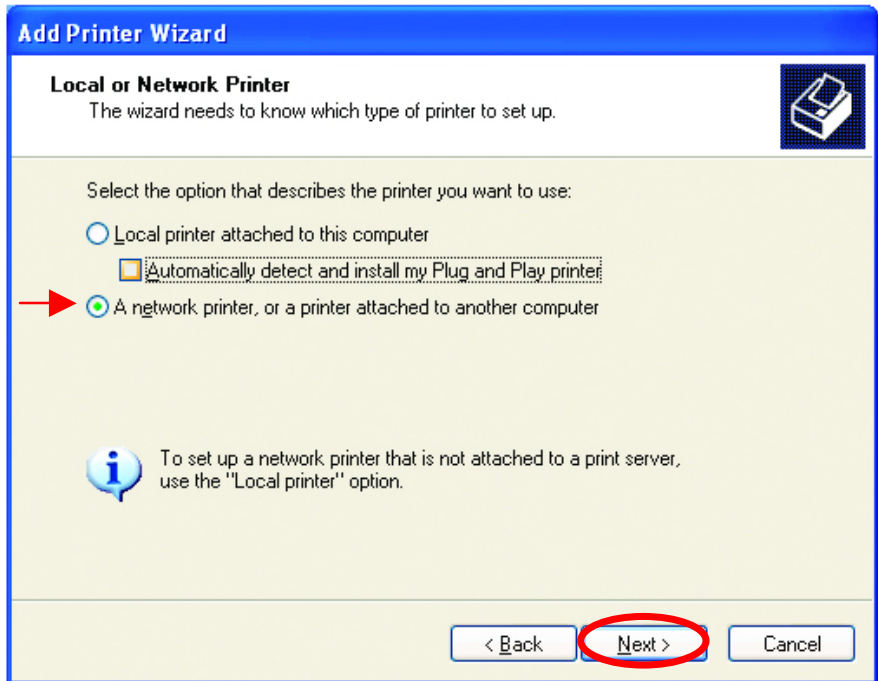 Add Printer Wizard
Local or Network Printer
The wizard needs to know which type of printer to set up.
Select the option that describes the printer you want to use:
Local printer attached to this computer
Automatically detect and install my Plug and Play printer
A network printer, or a printer attached to another computer
To set up a network printer that is not attached to a print server,
use the "Local printer" option.
< Back Next > Cancel